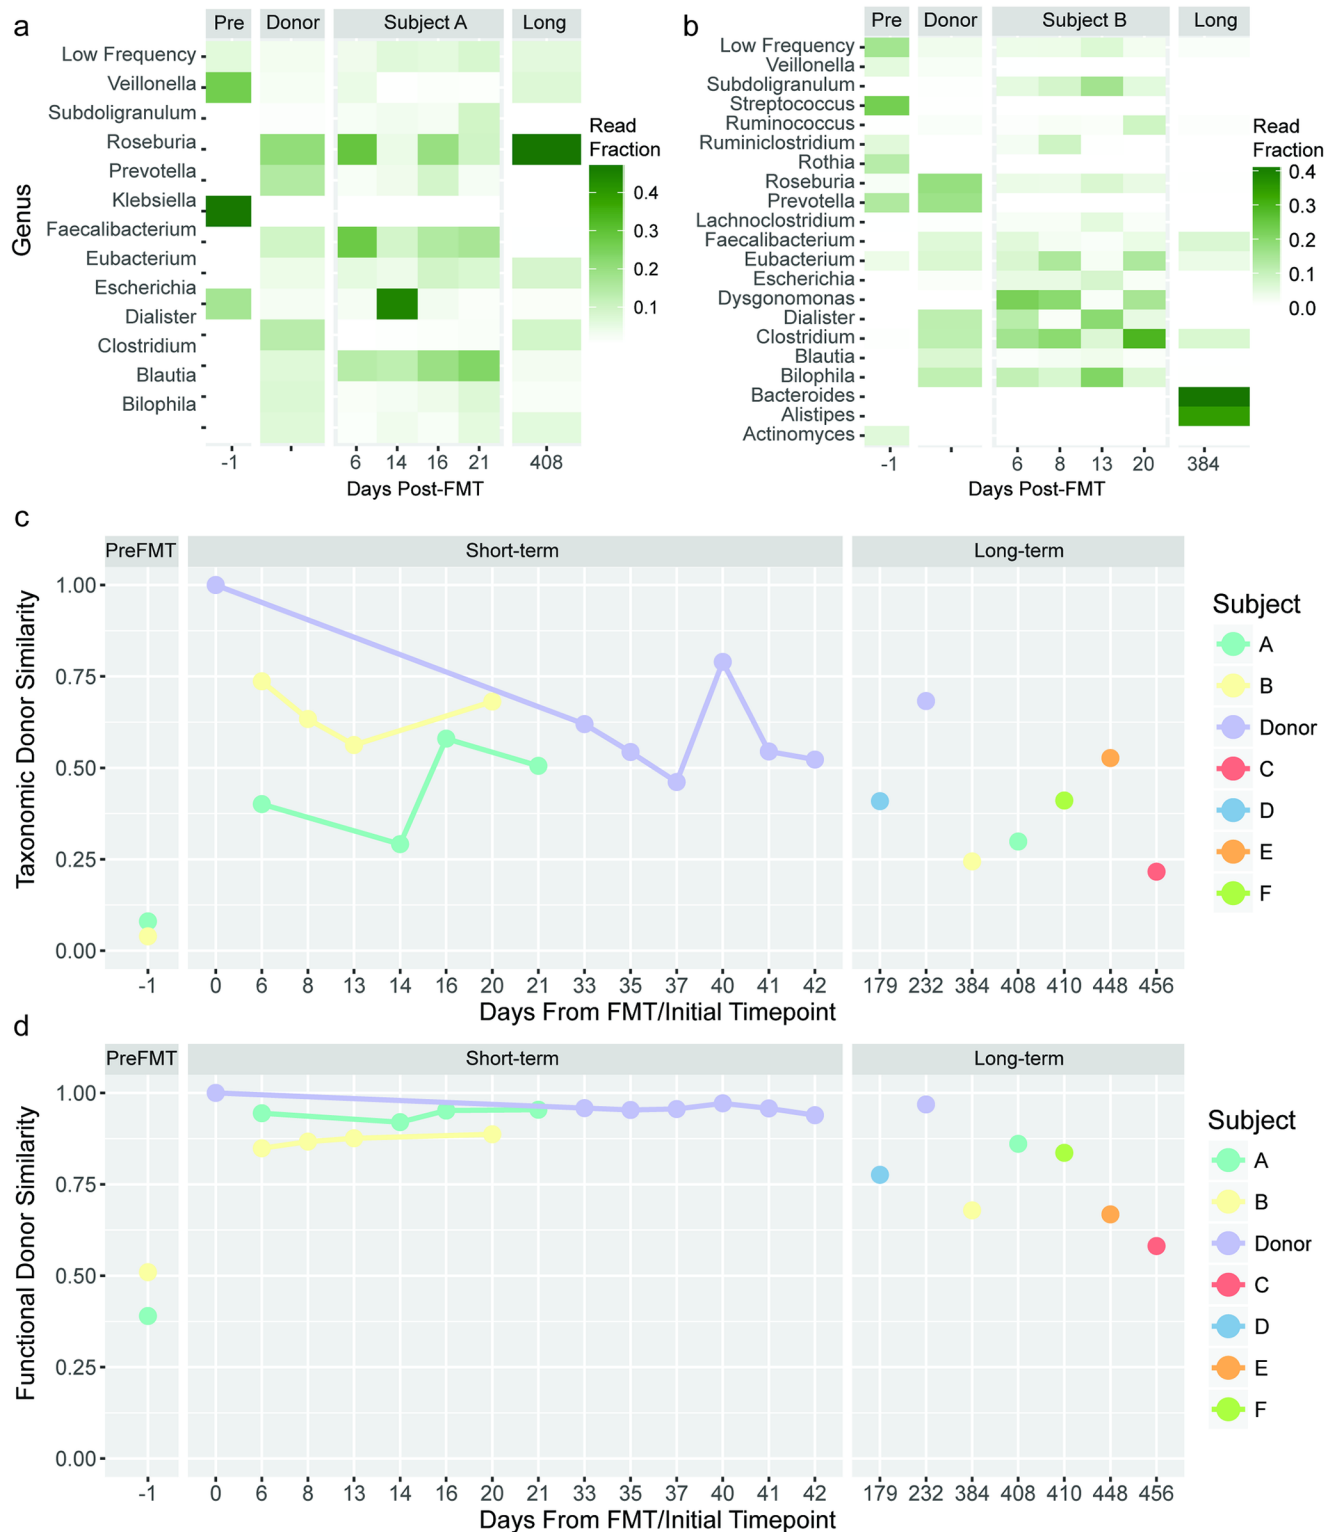 a
Pre Donor Subject A Long
Low Frequency
Veillonella
Subdoligranulum
Roseburia
Prevotella
Klebsiella
Faecalibacterium
Eubacterium
Escherichia
Dialister
Clostridium
Blautia
Bilophila
Genus
-1 6 14 16 21 408
Days Post-FMT
Read
Fraction
0.4
0.3
0.2
0.1
b
Pre Donor Subject B Long
Low Frequency
Veillonella
Subdoligranulum
Streptococcus
Ruminococcus
Ruminiclostridium
Rothia
Roseburia
Prevotella
Lachnoclostridium
Faecalibacterium
Eubacterium
Escherichia
Dysgonomonas
Dialister
Clostridium
Blautia
Bilophila
Bacteroides
Alistipes
Actinomyces
-1 6 8 13 20 384
Days Post-FMT
Read
Fraction
0.4
0.3
0.2
0.1
0.0
c
PreFMT Short-term Long-term
Taxonomic Donor Similarity
1.00
0.75
0.50
0.25
0.00
-1 0 6 8 13 14 16 20 21 33 35 37 40 41 42 179 232 384 408 410 448 456
Days From FMT/Initial Timepoint
Subject
A
B
Donor
C
D
E
F
d
PreFMT Short-term Long-term
Functional Donor Similarity
1.00
0.75
0.50
0.25
0.00
-1 0 6 8 13 14 16 20 21 33 35 37 40 41 42 179 232 384 408 410 448 456
Days From FMT/Initial Timepoint
Subject
A
B
Donor
C
D
E
F